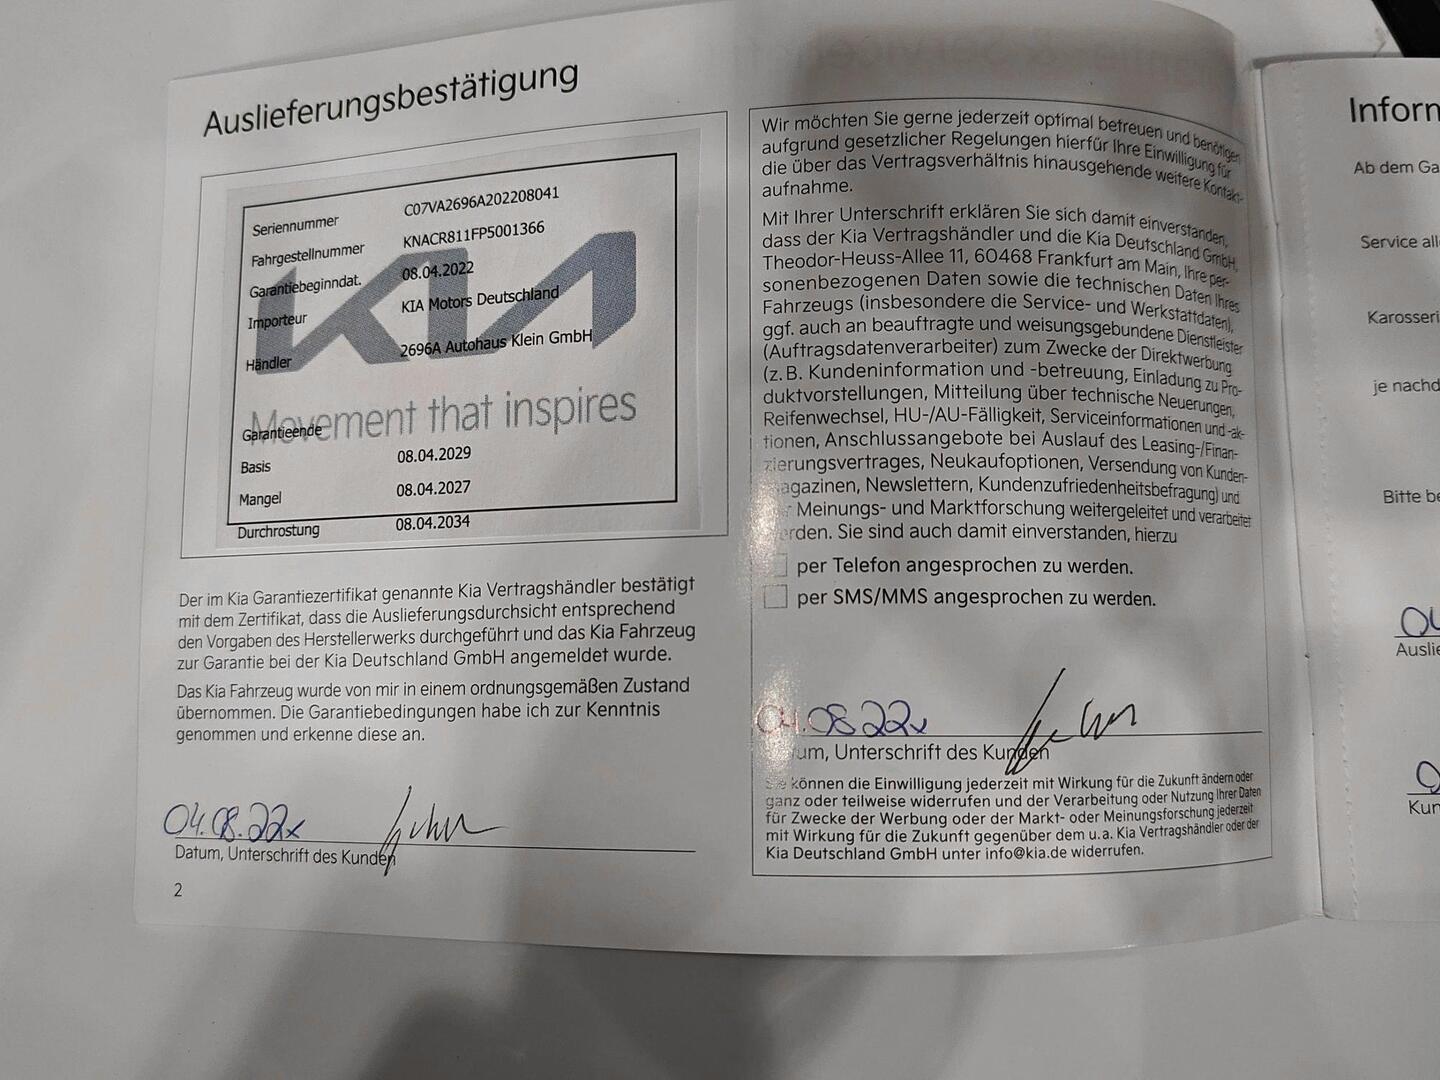 Auslieferungsbestätigung
Seriennummer C07VA2696A202208041
Fahrgestellnummer KNACR811FP5001366
Garantiebeginndat. 08.04.2022
Importeur KIA Motors Deutschland
Händler 2696A Autohaus Klein GmbH
KIA
Movement that inspires
Garantieende
Basis 08.04.2029
Mangel 08.04.2027
Durchrostung 08.04.2034
Der im Kia Garantiezertifikat genannte Kia Vertragshändler bestätigt
mit dem Zertifikat, dass die Auslieferungsdurchsicht entsprechend
den Vorgaben des Herstellerwerks durchgeführt und das Kia Fahrzeug
zur Garantie bei der Kia Deutschland GmbH angemeldet wurde.
Das Kia Fahrzeug wurde von mir in einem ordnungsgemäßen Zustand
übernommen. Die Garantiebedingungen habe ich zur Kenntnis
genommen und erkenne diese an.
04.08.22x
Datum, Unterschrift des Kunden
2
Wir möchten Sie gerne jederzeit optimal betreuen und benötigen
aufgrund gesetzlicher Regelungen hierfür Ihre Einwilligung für
die über das Vertragsverhältnis hinausgehende weitere Kontakt-
aufnahme.
Mit Ihrer Unterschrift erklären Sie sich damit einverstanden,
dass der Kia Vertragshändler und die Kia Deutschland GmbH,
Theodor-Heuss-Allee 11, 60468 Frankfurt am Main, Ihre per-
sonenbezogenen Daten sowie die technischen Daten Ihres
Fahrzeugs (insbesondere die Service- und Werkstattdaten),
ggf. auch an beauftragte und weisungsgebundene Dienstleister
(Auftragsdatenverarbeiter) zum Zwecke der Direktwerbung
(z. B. Kundeninformation und -betreuung, Einladung zu Pro-
duktvorstellungen, Mitteilung über technische Neuerungen,
Reifenwechsel, HU-/AU-Fälligkeit, Serviceinformationen und -ak-
tionen, Anschlussangebote bei Auslauf des Leasing-/Finan-
zierungsvertrages, Neukaufoptionen, Versendung von Kunden-
agazinen, Newslettern, Kundenzufriedenheitsbefragung) und
Meinungs- und Marktforschung weitergeleitet und verarbeitet
rden. Sie sind auch damit einverstanden, hierzu
per Telefon angesprochen zu werden.
per SMS/MMS angesprochen zu werden.
04.08.22x
um, Unterschrift des Kunden
Sie können die Einwilligung jederzeit mit Wirkung für die Zukunft ändern oder
ganz oder teilweise widerrufen und der Verarbeitung oder Nutzung Ihrer Daten
für Zwecke der Werbung oder der Markt- oder Meinungsforschung jederzeit
mit Wirkung für die Zukunft gegenüber dem u. a. Kia Vertragshändler oder der
Kia Deutschland GmbH unter info@kia.de widerrufen.
Inform
Ab dem Ga
Service all
Karosseri
je nachd
Bitte be
04
Auslie
0
Kun